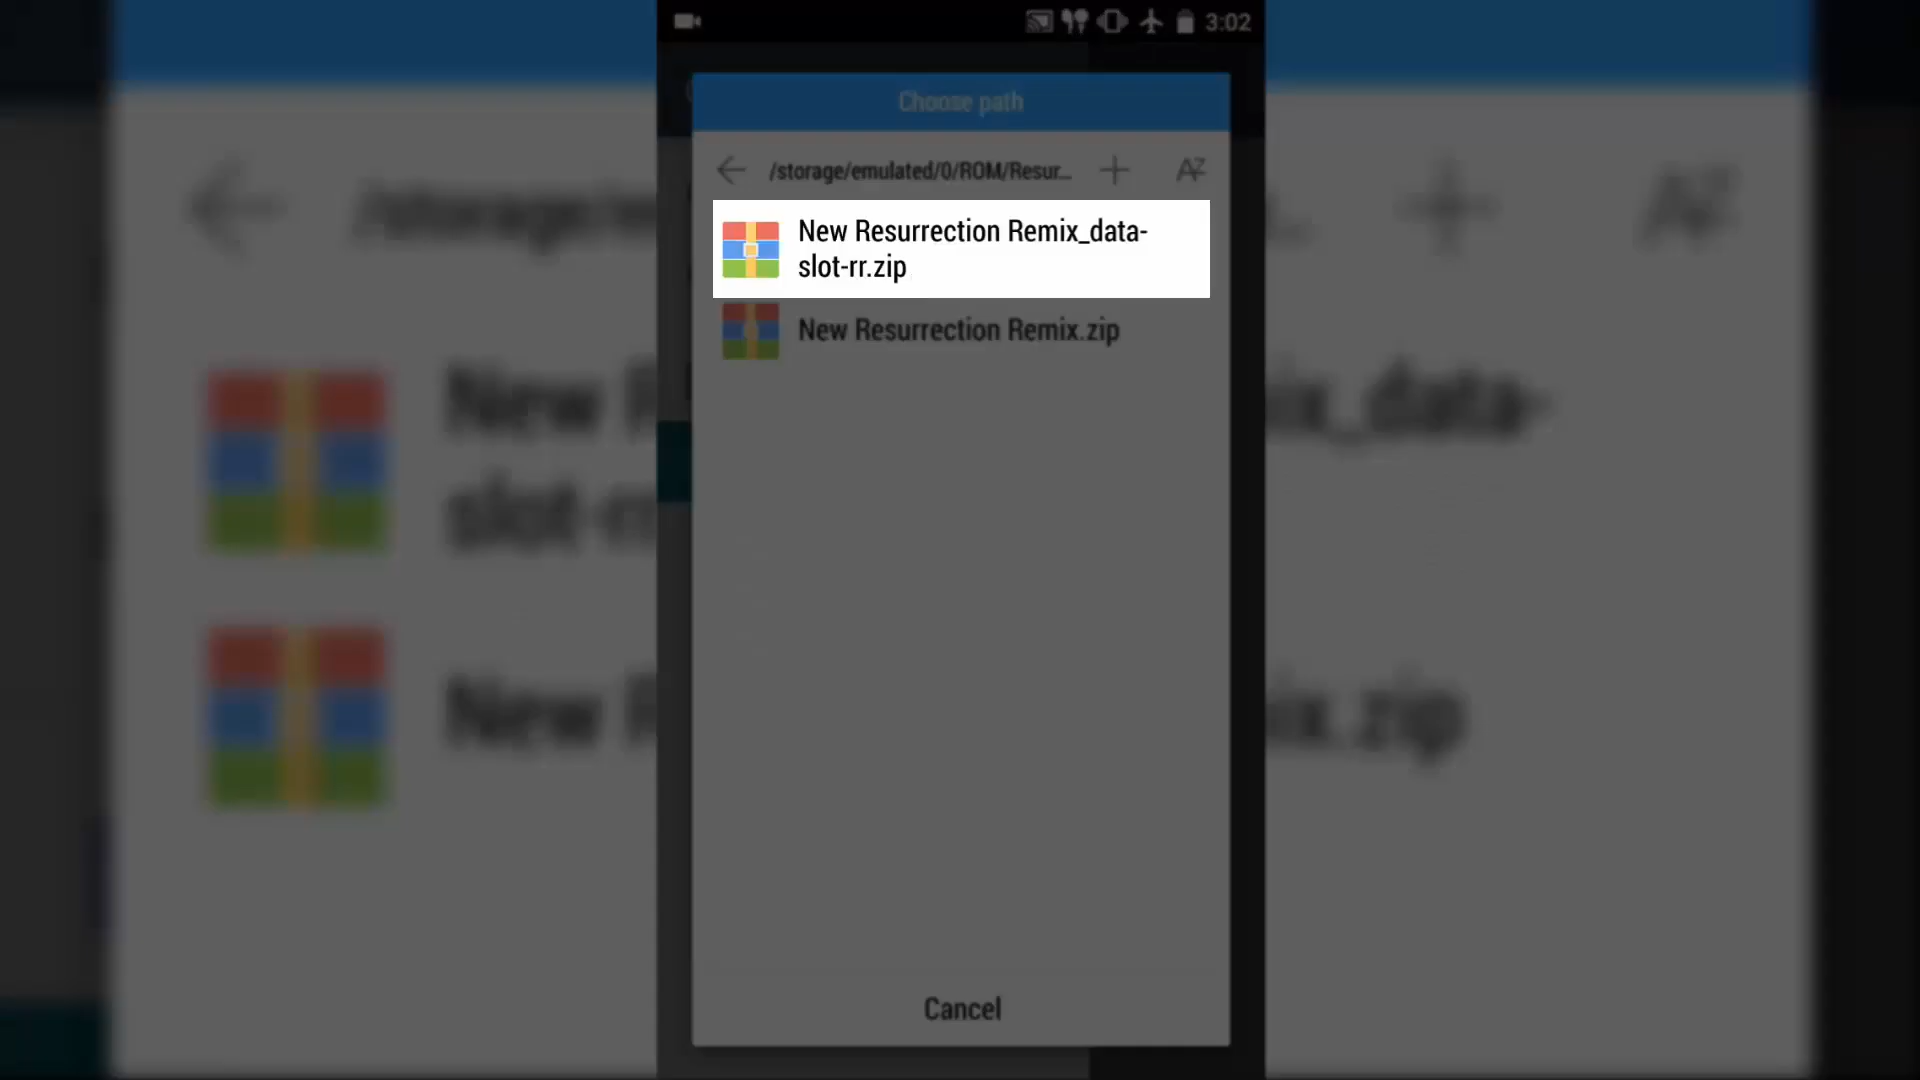 3:02
Choose path
/storage/emulated/0/ROM/Resur...
New Resurrection Remix_data-
slot-rr.zip
New Resurrection Remix.zip
Cancel